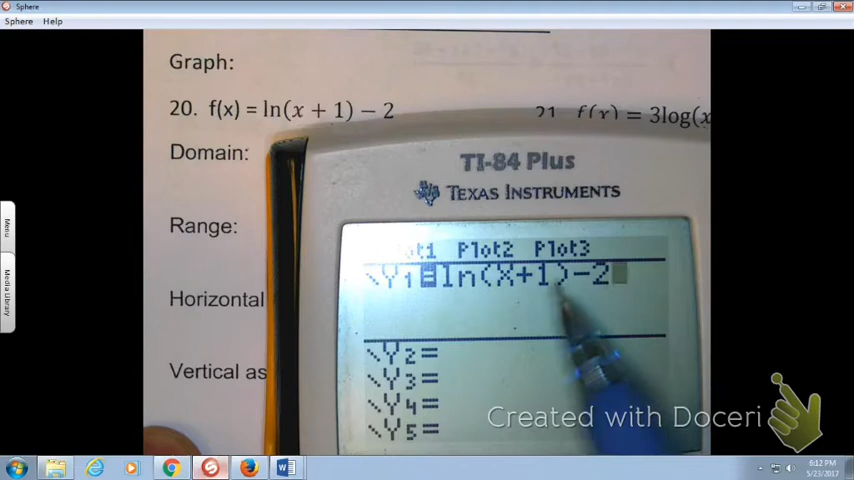 Sphere
Sphere Help
Graph:
20. f(x) = ln(x + 1) − 2
21 f(x) = 3log(x
Domain:
TI-84 Plus
TEXAS INSTRUMENTS
Range:
Plot2 Plot3
\Y1=ln(X+1)-2
Horizontal
\Y2=
Vertical as
\Y3=
\Y4=
\Y5=
Menu
Created with Doceri
6:12 PM
5/23/2017